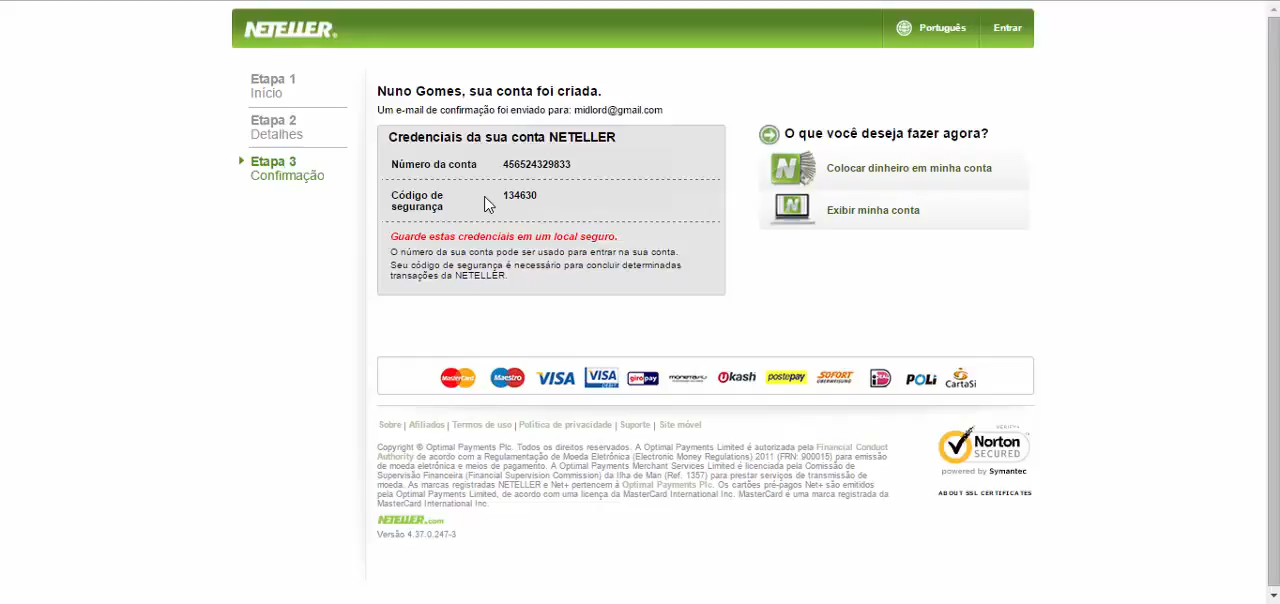 NETELLER.
Português
Entrar
Etapa 1
Início
Etapa 2
Detalhes
Etapa 3
Confirmação
Nuno Gomes, sua conta foi criada.
Um e-mail de confirmação foi enviado para: midlord@gmail.com
Credenciais da sua conta NETELLER
Número da conta 456524329833
Código de segurança 134630
Guarde estas credenciais em um local seguro.
O número da sua conta pode ser usado para entrar na sua conta.
Seu código de segurança é necessário para concluir determinadas
transações da NETELLER.
O que você deseja fazer agora?
Colocar dinheiro em minha conta
Exibir minha conta
MasterCard Maestro VISA VISA DEBIT giropay moneta.ru Ukash postepay SOFORT ÜBERWEISUNG iDEAL POLi CartaSi
Sobre | Afiliados | Termos de uso | Política de privacidade | Suporte | Site móvel
Copyright © Optimal Payments Plc. Todos os direitos reservados. A Optimal Payments Limited é autorizada pela Financial Conduct
Authority de acordo com a Regulamentação de Moeda Eletrônica (Electronic Money Regulations) 2011 (FRN: 900015) para emissão
de moeda eletrônica e meios de pagamento. A Optimal Payments Merchant Services Limited é licenciada pela Comissão de
Supervisão Financeira (Financial Supervision Commission) da Ilha de Man (Ref. 1357) para prestar serviços de transmissão de
moeda. As marcas registradas NETELLER e Net+ pertencem à Optimal Payments Plc. Os cartões pré-pagos Net+ são emitidos
pela Optimal Payments Limited, de acordo com uma licença da MasterCard International Inc. MasterCard é uma marca registrada da
MasterCard International Inc.
NETELLER.com
Versão 4.37.0.247-3
Norton
SECURED
powered by Symantec
ABOUT SSL CERTIFICATES